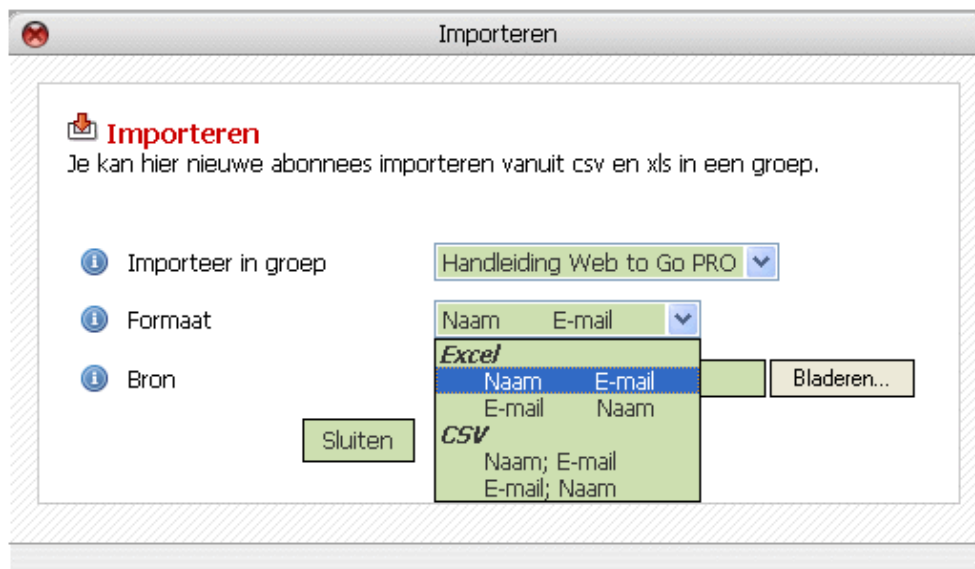 Importeren
Importeren
Je kan hier nieuwe abonnees importeren vanuit csv en xls in een groep.
Importeer in groep Handleiding Web to Go PRO
Formaat Naam E-mail
Excel
Naam E-mail
Bron Bladeren...
E-mail Naam
CSV
Sluiten
Naam; E-mail
E-mail; Naam